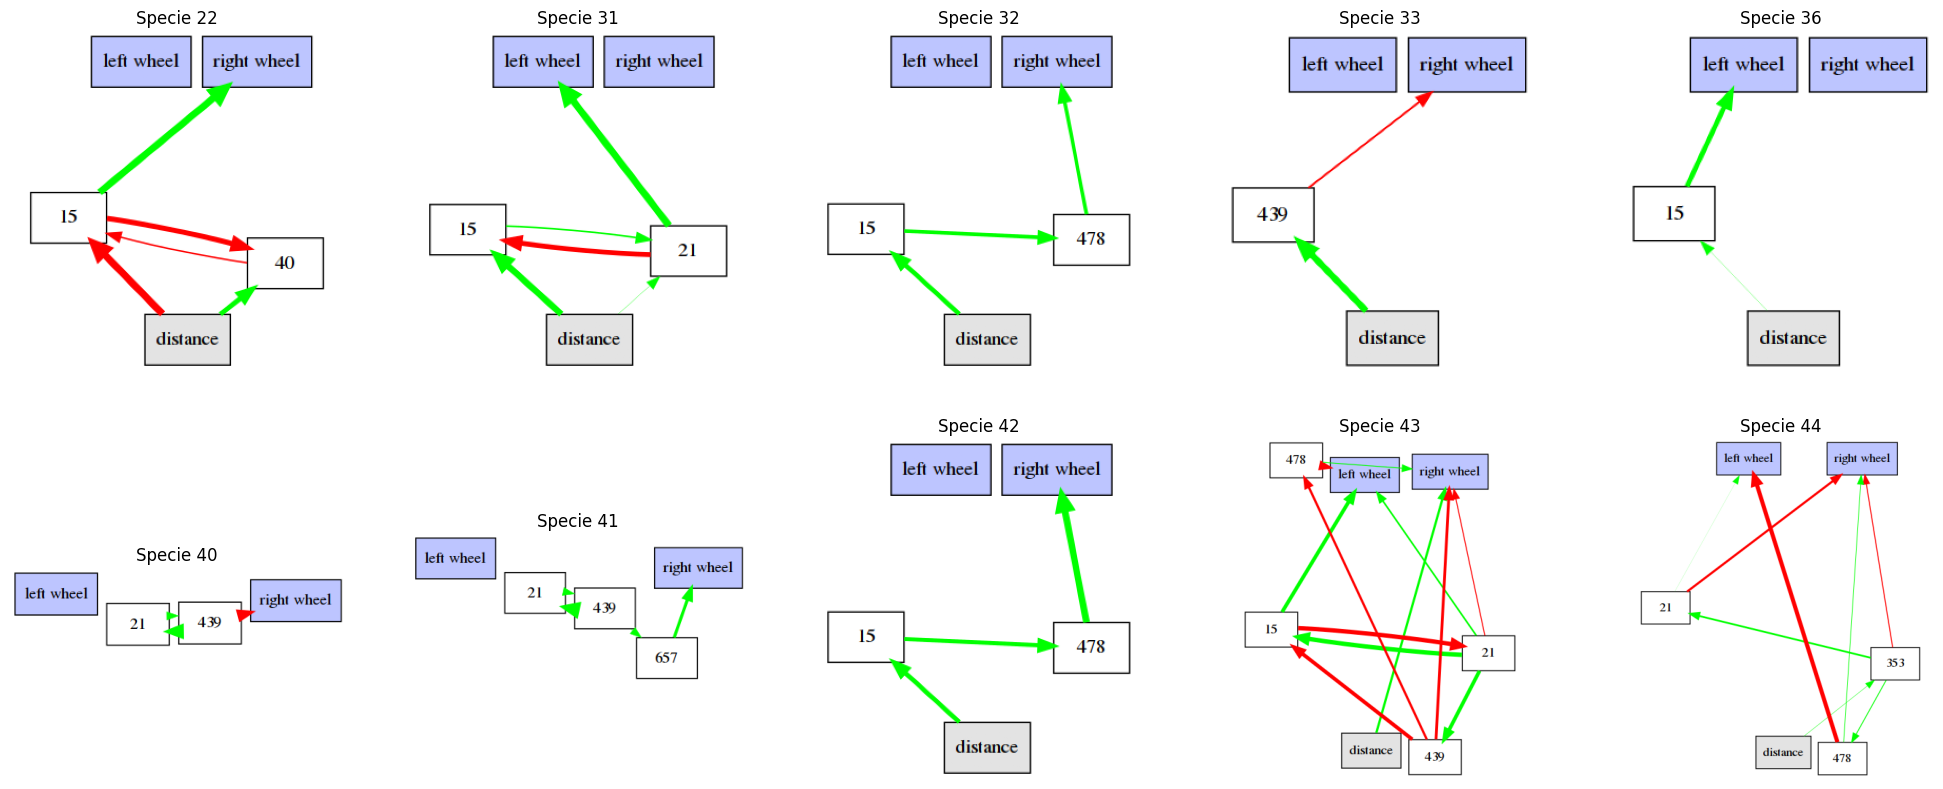 Specie 22
left wheel
right wheel
15
40
distance
Specie 31
left wheel
right wheel
15
21
distance
Specie 32
left wheel
right wheel
15
478
distance
Specie 33
left wheel
right wheel
439
distance
Specie 36
left wheel
right wheel
15
distance
Specie 40
left wheel
right wheel
21
439
Specie 41
left wheel
right wheel
21
439
657
Specie 42
left wheel
right wheel
15
478
distance
Specie 43
478
left wheel
right wheel
15
21
distance
439
Specie 44
left wheel
right wheel
21
353
distance
478